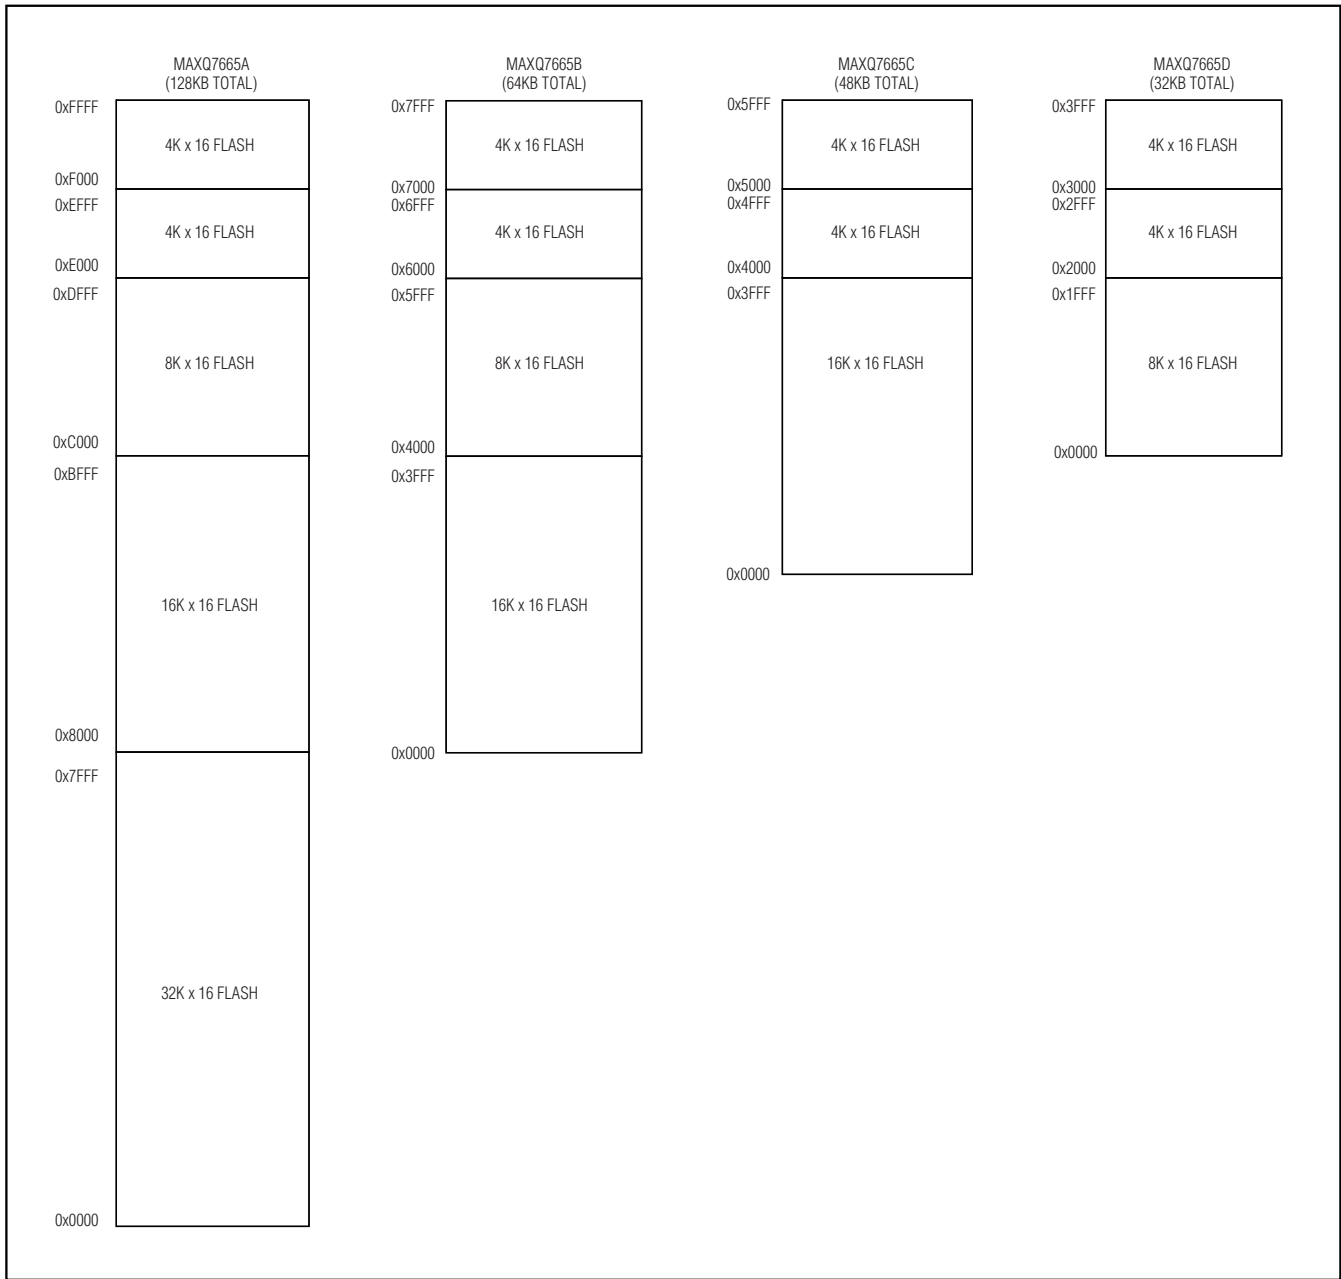 MAXQ7665A
(128KB TOTAL)
0xFFFF
4K x 16 FLASH
0xF000
0xEFFF
4K x 16 FLASH
0xE000
0xDFFF
8K x 16 FLASH
0xC000
0xBFFF
16K x 16 FLASH
0x8000
0x7FFF
32K x 16 FLASH
0x0000
MAXQ7665B
(64KB TOTAL)
0x7FFF
4K x 16 FLASH
0x7000
0x6FFF
4K x 16 FLASH
0x6000
0x5FFF
8K x 16 FLASH
0x4000
0x3FFF
16K x 16 FLASH
0x0000
MAXQ7665C
(48KB TOTAL)
0x5FFF
4K x 16 FLASH
0x5000
0x4FFF
4K x 16 FLASH
0x4000
0x3FFF
16K x 16 FLASH
0x0000
MAXQ7665D
(32KB TOTAL)
0x3FFF
4K x 16 FLASH
0x3000
0x2FFF
4K x 16 FLASH
0x2000
0x1FFF
8K x 16 FLASH
0x0000